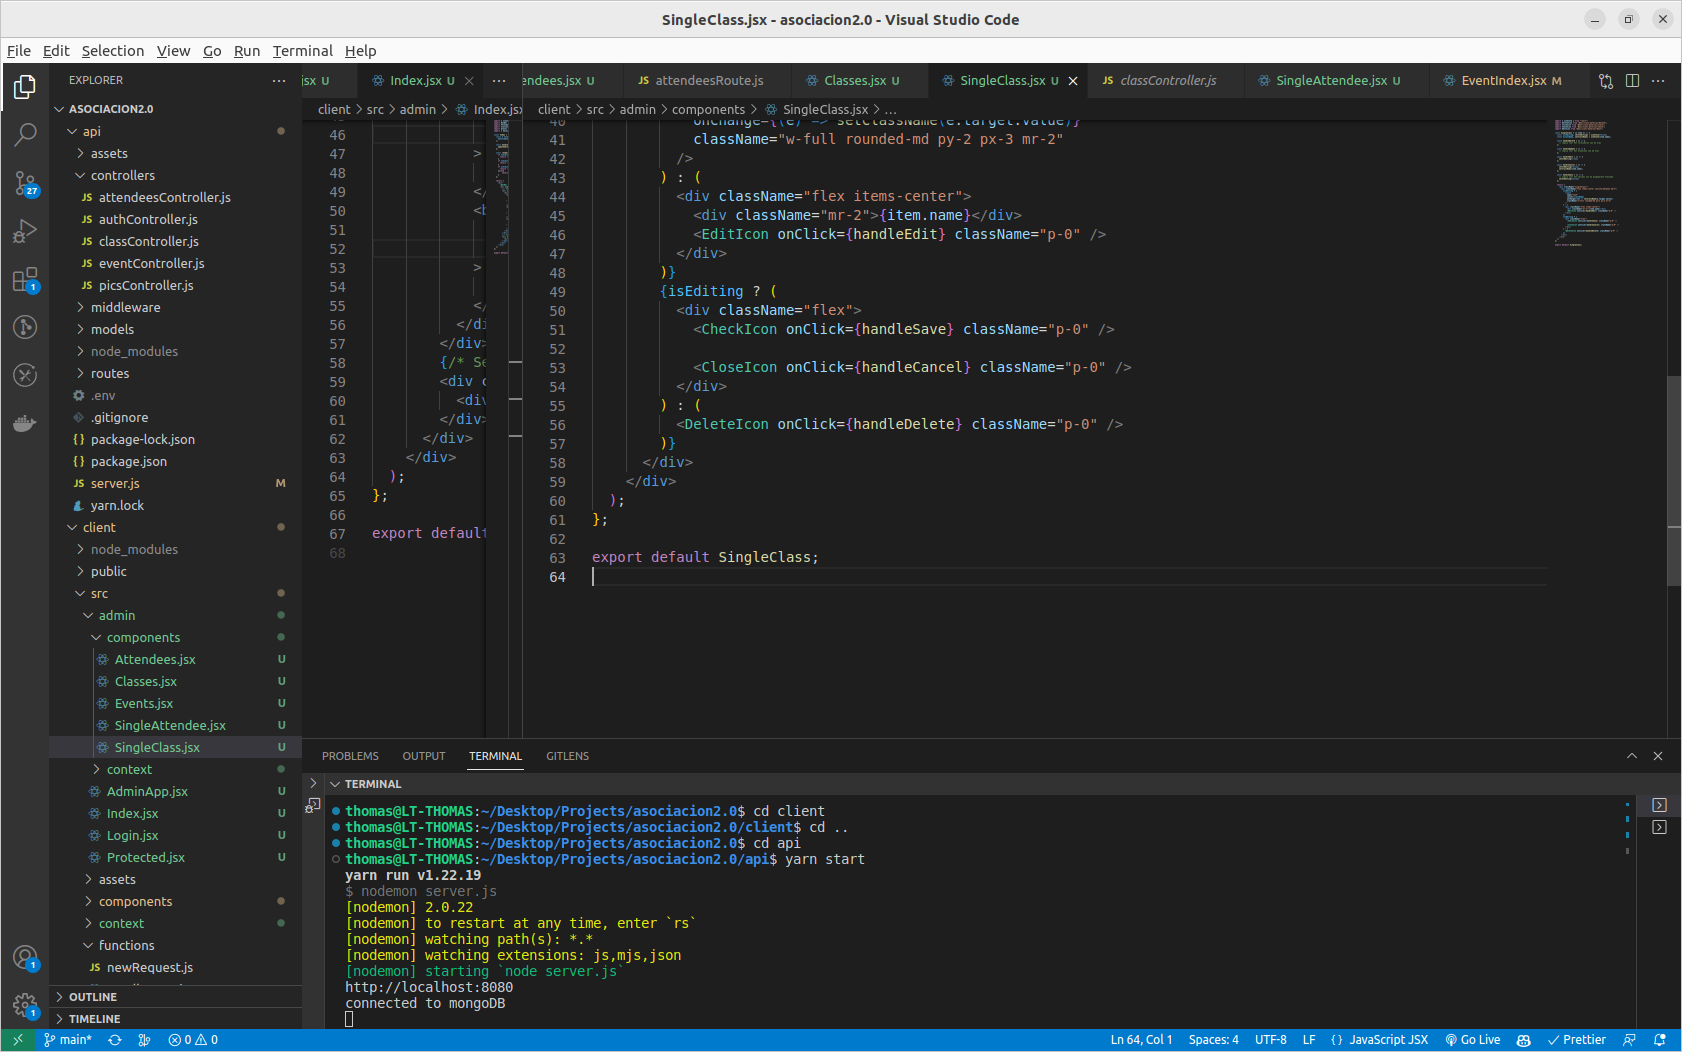 SingleClass.jsx - asociacion2.0 - Visual Studio Code
File Edit Selection View Go Run Terminal Help
EXPLORER
ASOCIACION2.0
api
assets
controllers
JS attendeesController.js
JS authController.js
JS classController.js
JS eventController.js
JS picsController.js
middleware
models
node_modules
routes
.env
.gitignore
{} package-lock.json
{} package.json
JS server.js M
yarn.lock
client
node_modules
public
src
admin
components
Attendees.jsx U
Classes.jsx U
Events.jsx U
SingleAttendee.jsx U
SingleClass.jsx U
context
AdminApp.jsx U
Index.jsx U
Login.jsx U
Protected.jsx U
assets
components
context
functions
JS newRequest.js
OUTLINE
TIMELINE
27
1
1
1
jsx U
Index.jsx U
client > src > admin > Index.jsx
46
47 >
48
49 </
50 <b
51
52
53 >
54
55 </
56 </di
57 </div>
58 {/* Se
59 <div c
60 <div
61 </div>
62 </div>
63 </div>
64 );
65 };
66
67 export default
68
endees.jsx U
JS attendeesRoute.js
Classes.jsx U
SingleClass.jsx U
JS classController.js
SingleAttendee.jsx U
EventIndex.jsx M
client > src > admin > components > SingleClass.jsx > ...
40 onChange={(e) => setClassName(e.target.value)}
41 className="w-full rounded-md py-2 px-3 mr-2"
42 />
43 ) : (
44 <div className="flex items-center">
45 <div className="mr-2">{item.name}</div>
46 <EditIcon onClick={handleEdit} className="p-0" />
47 </div>
48 )}
49 {isEditing ? (
50 <div className="flex">
51 <CheckIcon onClick={handleSave} className="p-0" />
52
53 <CloseIcon onClick={handleCancel} className="p-0" />
54 </div>
55 ) : (
56 <DeleteIcon onClick={handleDelete} className="p-0" />
57 )}
58 </div>
59 </div>
60 );
61 };
62
63 export default SingleClass;
64
PROBLEMS OUTPUT TERMINAL GITLENS
TERMINAL
thomas@LT-THOMAS:~/Desktop/Projects/asociacion2.0$ cd client
thomas@LT-THOMAS:~/Desktop/Projects/asociacion2.0/client$ cd ..
thomas@LT-THOMAS:~/Desktop/Projects/asociacion2.0$ cd api
thomas@LT-THOMAS:~/Desktop/Projects/asociacion2.0/api$ yarn start
yarn run v1.22.19
$ nodemon server.js
[nodemon] 2.0.22
[nodemon] to restart at any time, enter `rs`
[nodemon] watching path(s): *.*
[nodemon] watching extensions: js,mjs,json
[nodemon] starting `node server.js`
http://localhost:8080
connected to mongoDB
main* 0 0 Ln 64, Col 1 Spaces: 4 UTF-8 LF {} JavaScript JSX Go Live Prettier